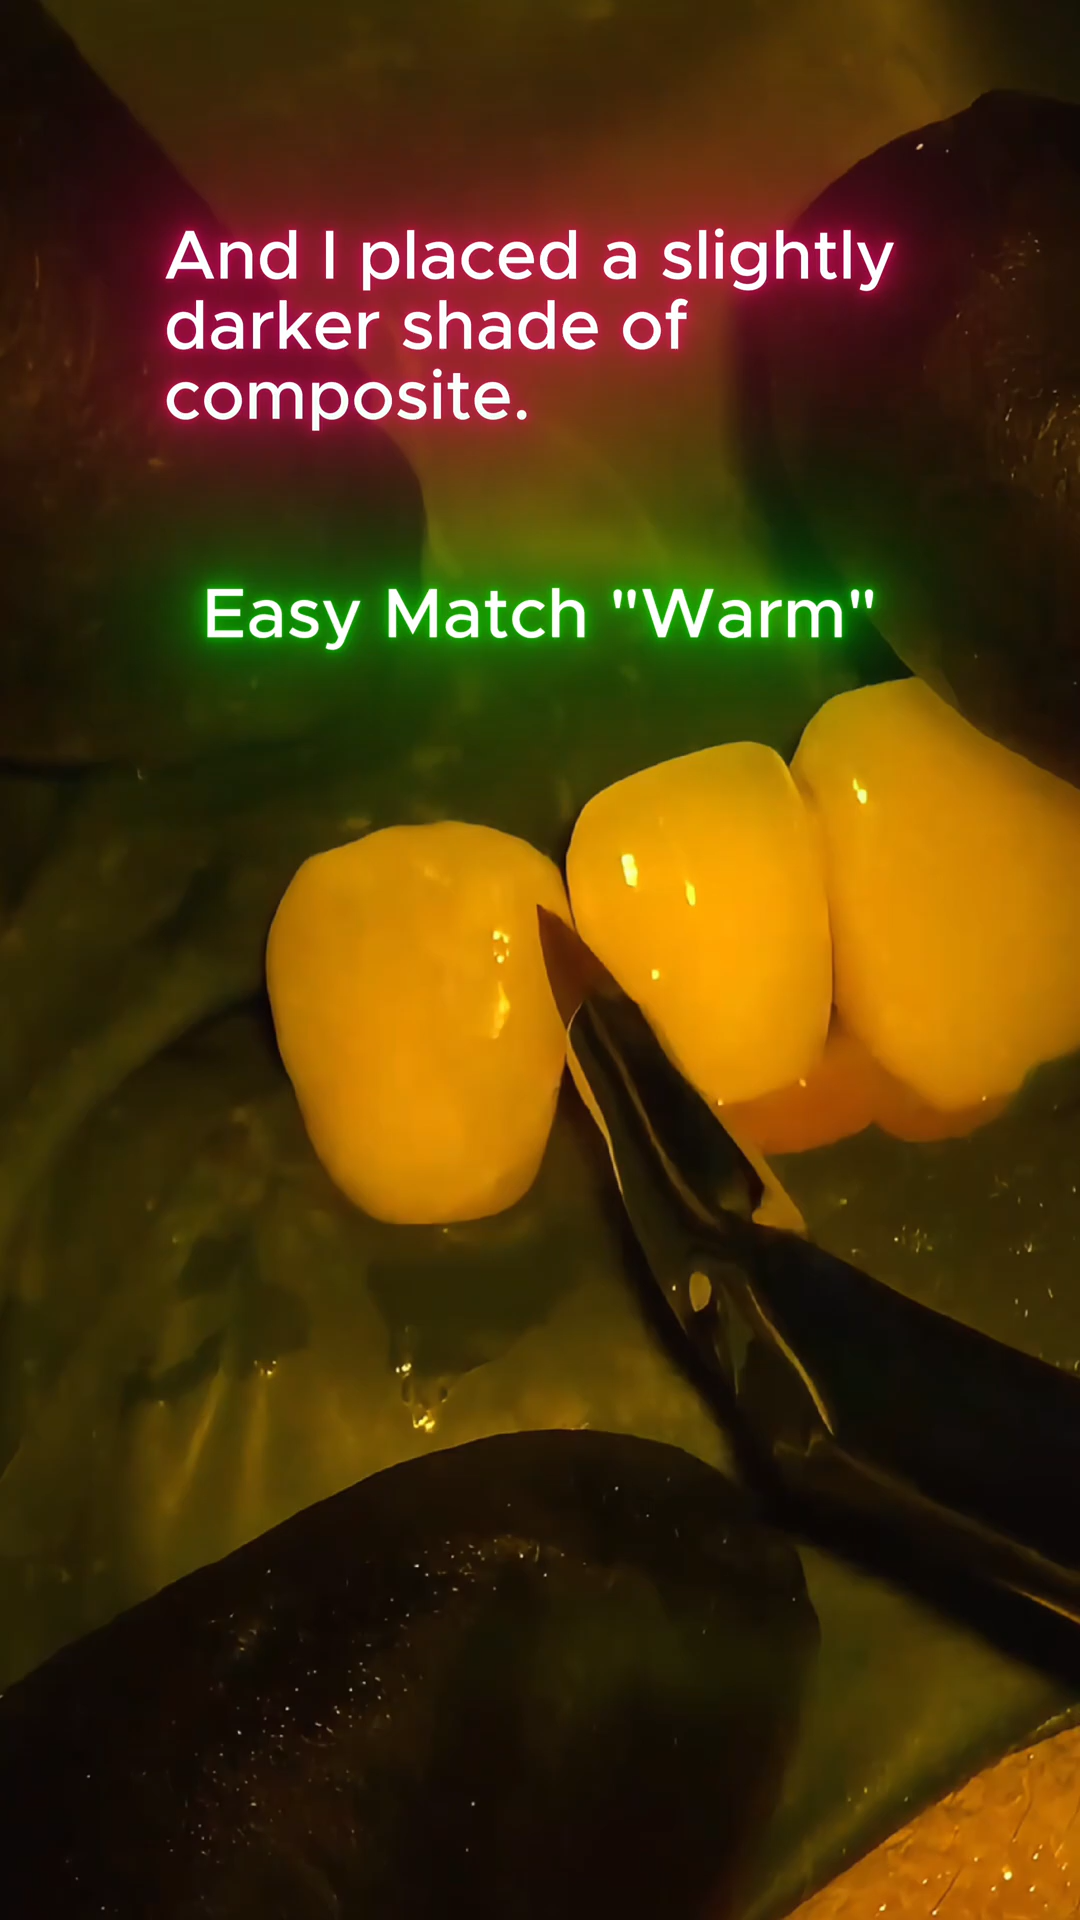 And I placed a slightly
darker shade of
composite.
Easy Match "Warm"